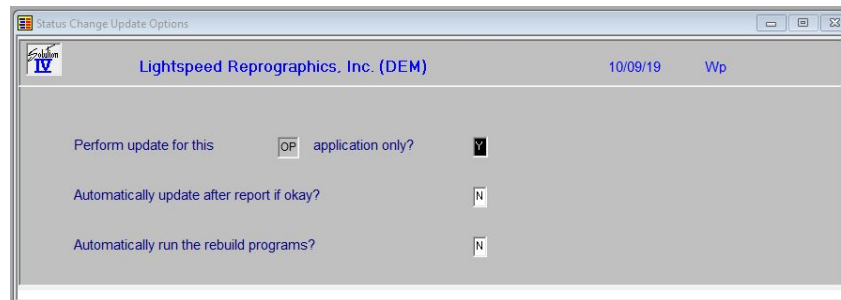 Status Change Update Options
Solution
IV
Lightspeed Reprographics, Inc. (DEM) 10/09/19 Wp
Perform update for this OP application only? Y
Automatically update after report if okay? N
Automatically run the rebuild programs? N